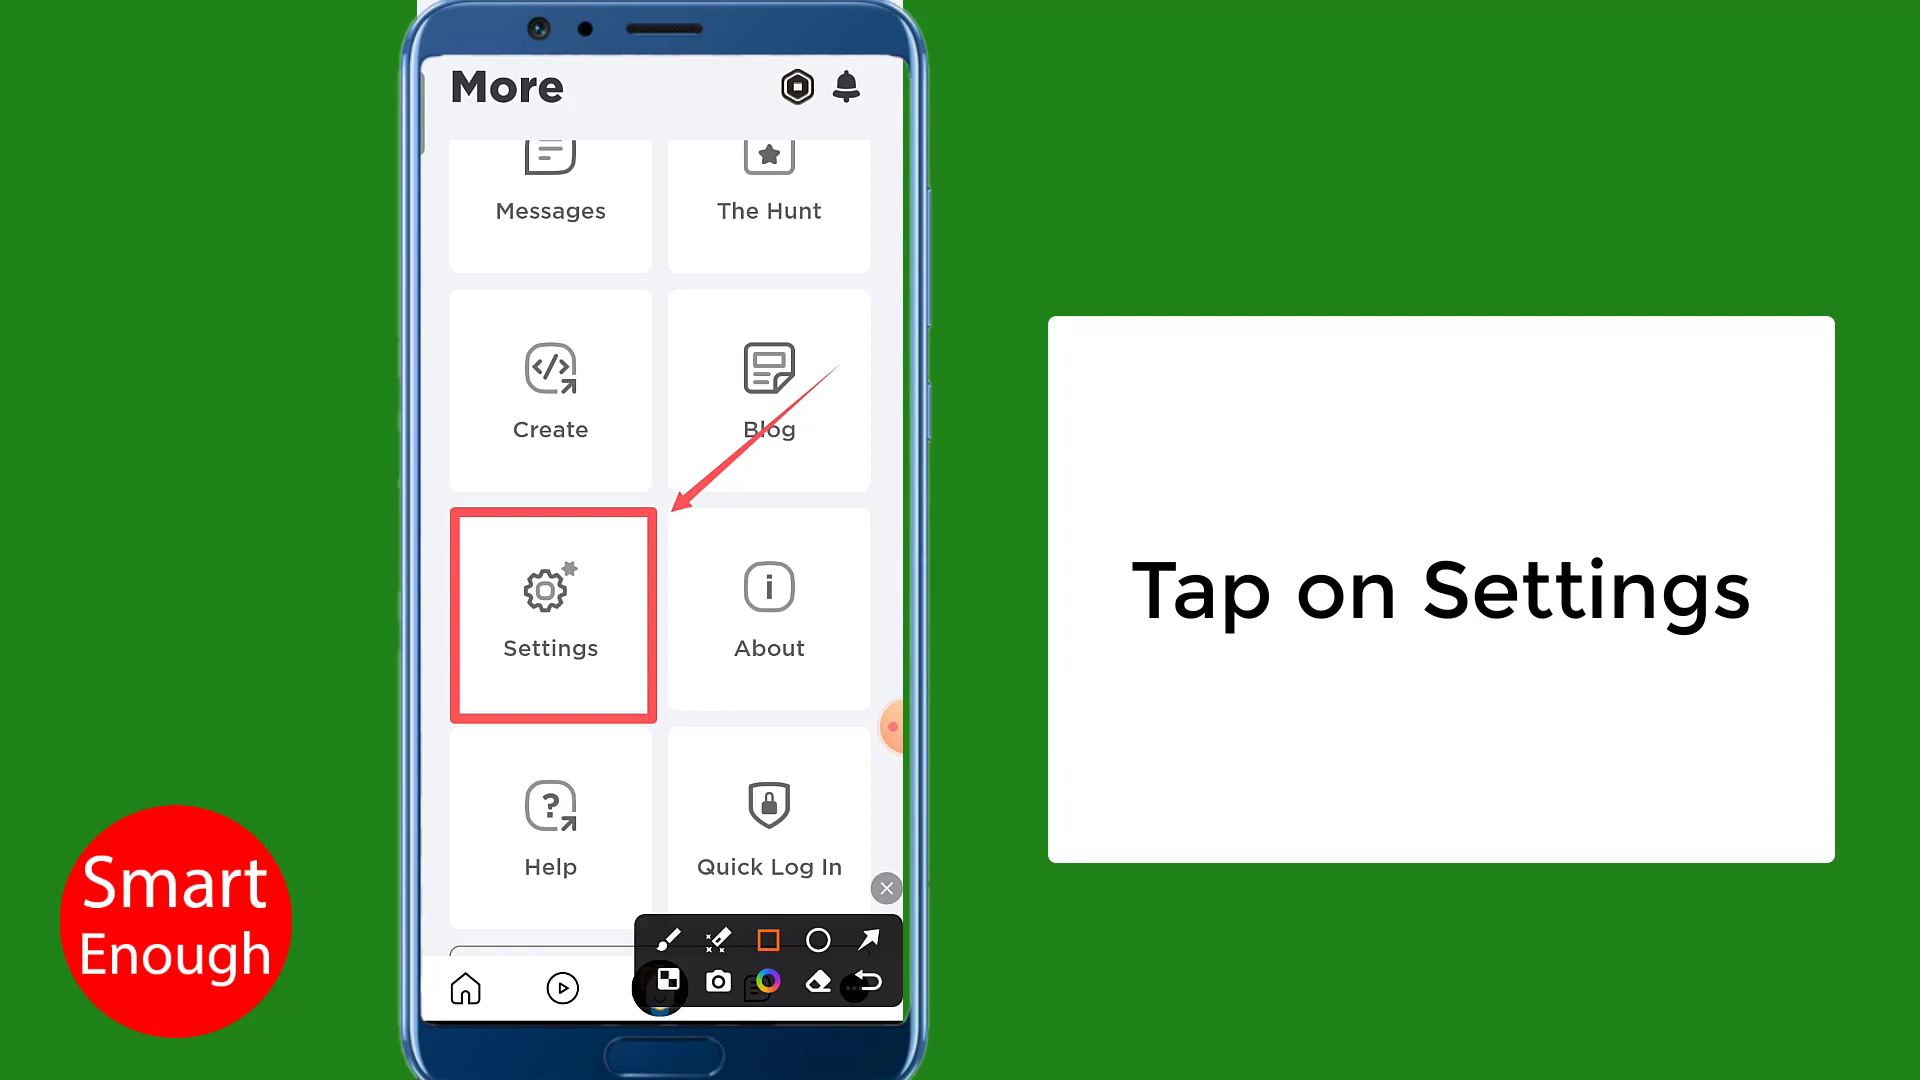 More
Messages
The Hunt
Create
Blog
Settings
About
Help
Quick Log In
Tap on Settings
Smart
Enough